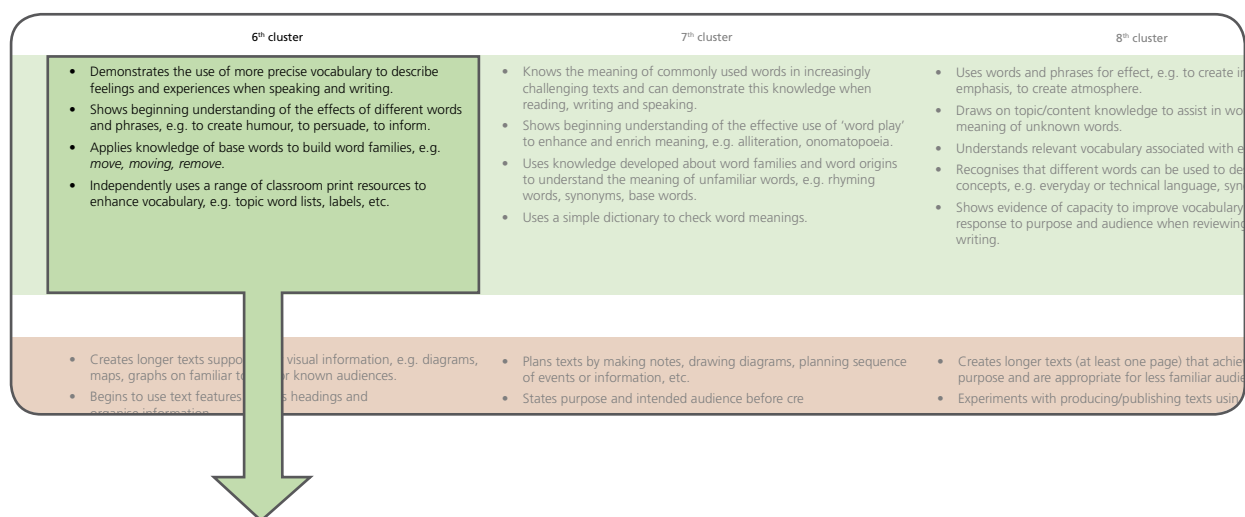 6th cluster
7th cluster
8th cluster
• Demonstrates the use of more precise vocabulary to describe
feelings and experiences when speaking and writing.
• Shows beginning understanding of the effects of different words
and phrases, e.g. to create humour, to persuade, to inform.
• Applies knowledge of base words to build word families, e.g.
move, moving, remove.
• Independently uses a range of classroom print resources to
enhance vocabulary, e.g. topic word lists, labels, etc.
• Knows the meaning of commonly used words in increasingly
challenging texts and can demonstrate this knowledge when
reading, writing and speaking.
• Shows beginning understanding of the effective use of ‘word play’
to enhance and enrich meaning, e.g. alliteration, onomatopoeia.
• Uses knowledge developed about word families and word origins
to understand the meaning of unfamiliar words, e.g. rhyming
words, synonyms, base words.
• Uses a simple dictionary to check word meanings.
• Uses words and phrases for effect, e.g. to create
emphasis, to create atmosphere.
• Draws on topic/content knowledge to assist in
meaning of unknown words.
• Understands relevant vocabulary associated with
• Recognises that different words can be used to
concepts, e.g. everyday or technical language,
• Shows evidence of capacity to improve vocabulary
response to purpose and audience when reviewing
writing.
• Creates longer texts visual information, e.g. diagrams,
maps, graphs on familiar known audiences.
• Begins to use text features headings and
organise information
• Plans texts by making notes, drawing diagrams, planning sequence
of events or information, etc.
• States purpose and intended audience before
• Creates longer texts (at least one page) that
purpose and are appropriate for less familiar
• Experiments with producing/publishing texts